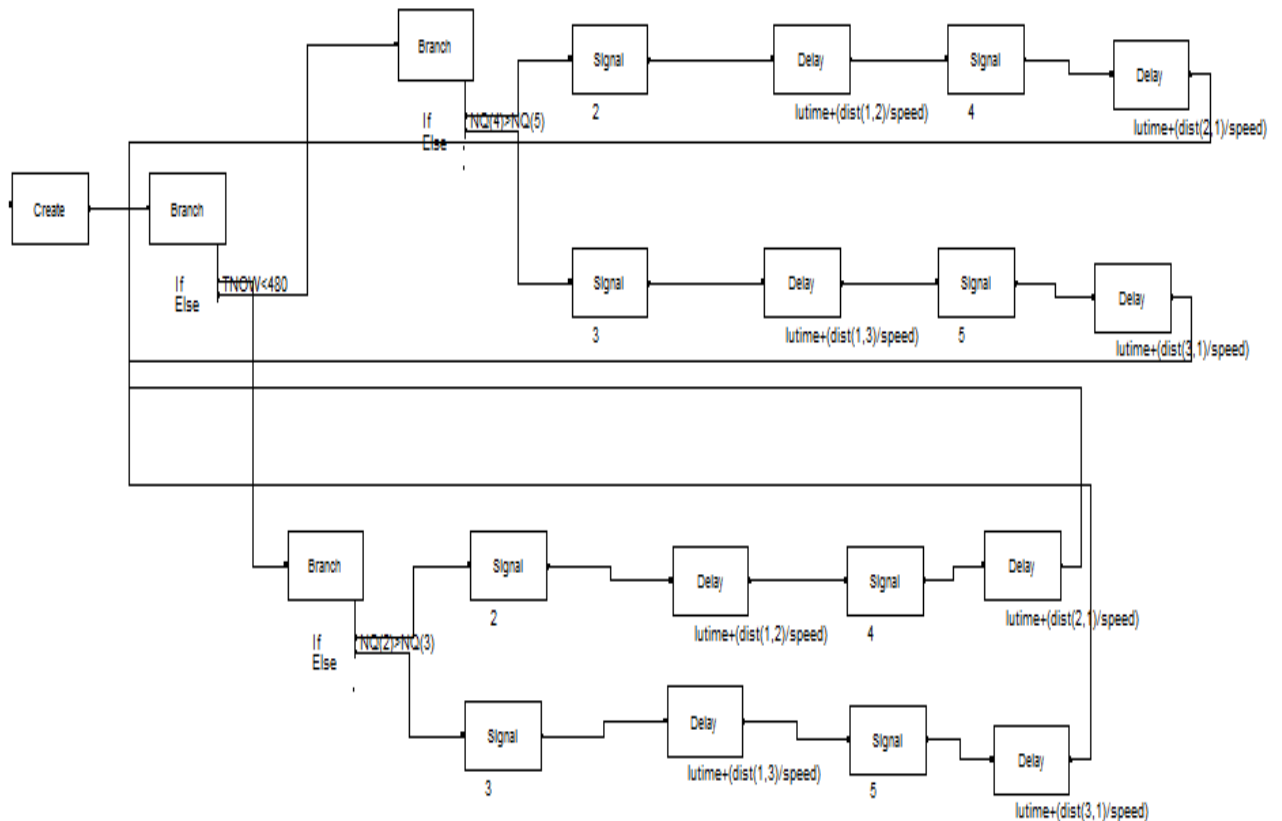 Branch
Signal
Delay
Signal
Delay
If NQ(4)>NQ(5)
Else
2
lutime+(dist(1,2)/speed)
4
lutime+(dist(2,1)/speed)
Create
Branch
If TNOW<480
Else
Signal
Delay
Signal
Delay
3
lutime+(dist(1,3)/speed)
5
lutime+(dist(3,1)/speed)
Branch
Signal
Delay
Signal
Delay
If NQ(2)>NQ(3)
Else
2
lutime+(dist(1,2)/speed)
4
lutime+(dist(2,1)/speed)
Signal
Delay
Signal
Delay
3
lutime+(dist(1,3)/speed)
5
lutime+(dist(3,1)/speed)